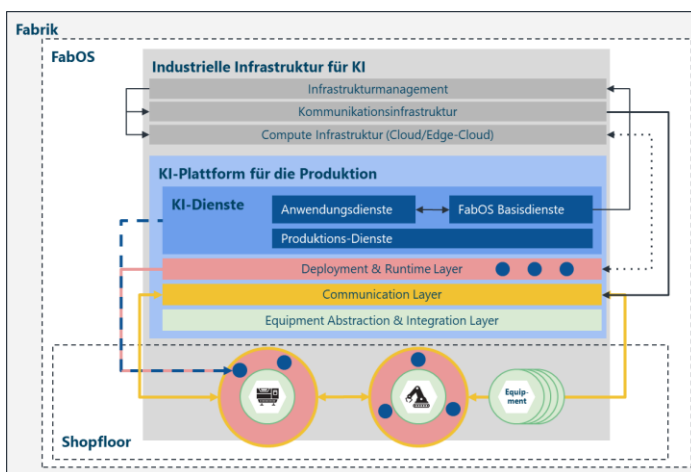 Fabrik
FabOS
Industrielle Infrastruktur für KI
Infrastrukturmanagement
Kommunikationsinfrastruktur
Compute Infrastruktur (Cloud/Edge-Cloud)
KI-Plattform für die Produktion
KI-Dienste
Anwendungsdienste
FabOS Basisdienste
Produktions-Dienste
Deployment & Runtime Layer
Communication Layer
Equipment Abstraction & Integration Layer
Equip-
ment
Shopfloor